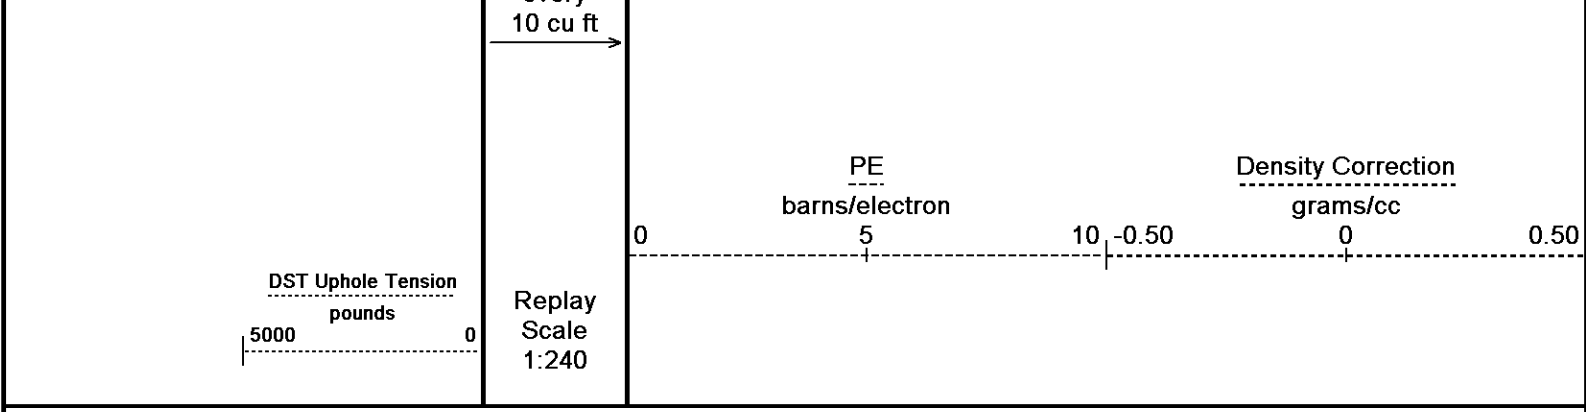 10 cu ft
PE
Density Correction
barns/electron
grams/cc
0 5 10 -0.50 0 0.50
DST Uphole Tension
pounds
5000 0
Replay
Scale
1:240